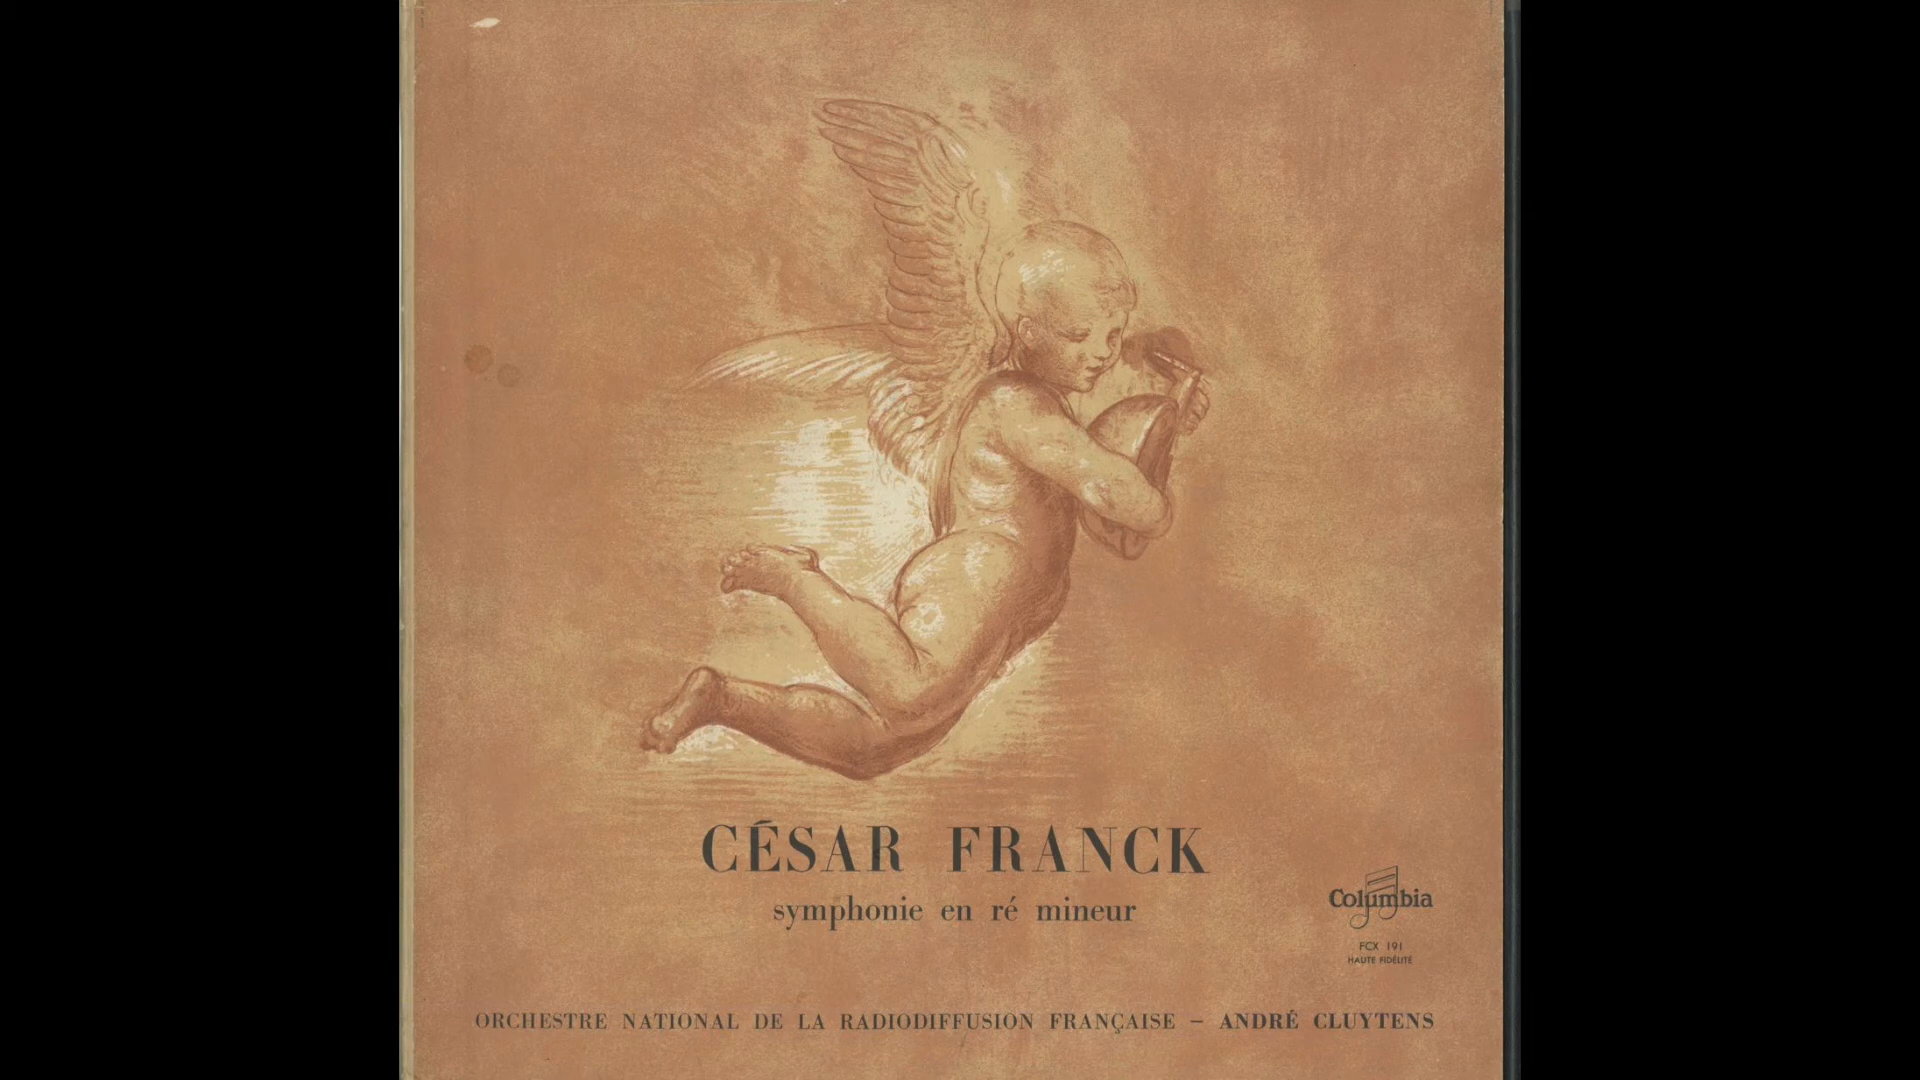 CÉSAR FRANCK
symphonie en ré mineur
Columbia
FCX 191
HAUTE FIDÉLITÉ
ORCHESTRE NATIONAL DE LA RADIODIFFUSION FRANÇAISE – ANDRÉ CLUYTENS